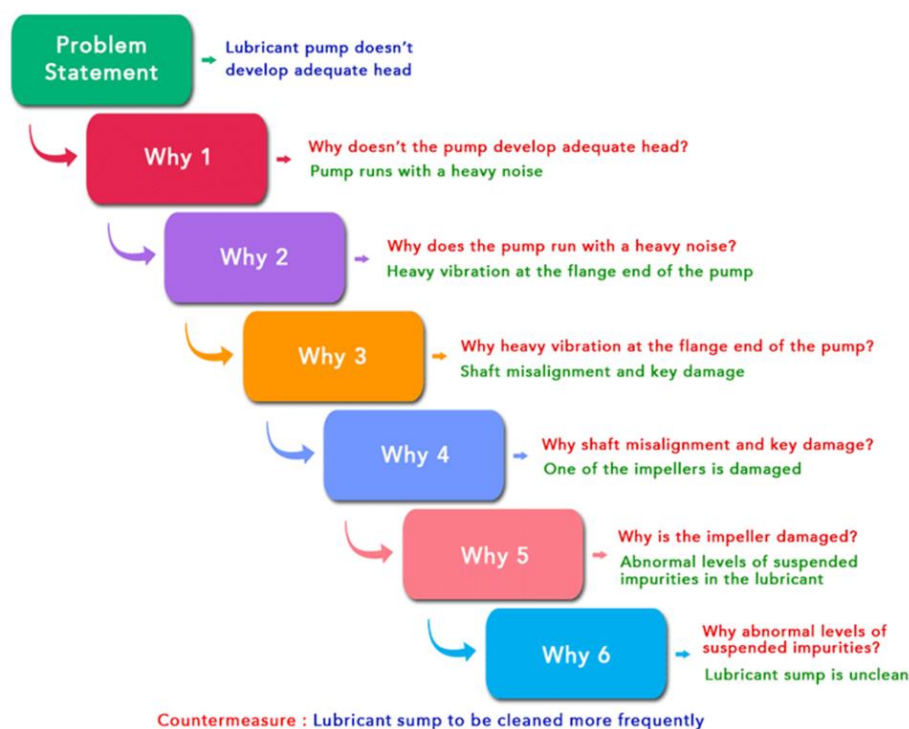 Problem
Statement
Lubricant pump doesn't
develop adequate head
Why 1
Why doesn't the pump develop adequate head?
Pump runs with a heavy noise
Why 2
Why does the pump run with a heavy noise?
Heavy vibration at the flange end of the pump
Why 3
Why heavy vibration at the flange end of the pump?
Shaft misalignment and key damage
Why 4
Why shaft misalignment and key damage?
One of the impellers is damaged
Why 5
Why is the impeller damaged?
Abnormal levels of suspended
impurities in the lubricant
Why 6
Why abnormal levels of
suspended impurities?
Lubricant sump is unclean
Countermeasure : Lubricant sump to be cleaned more frequently